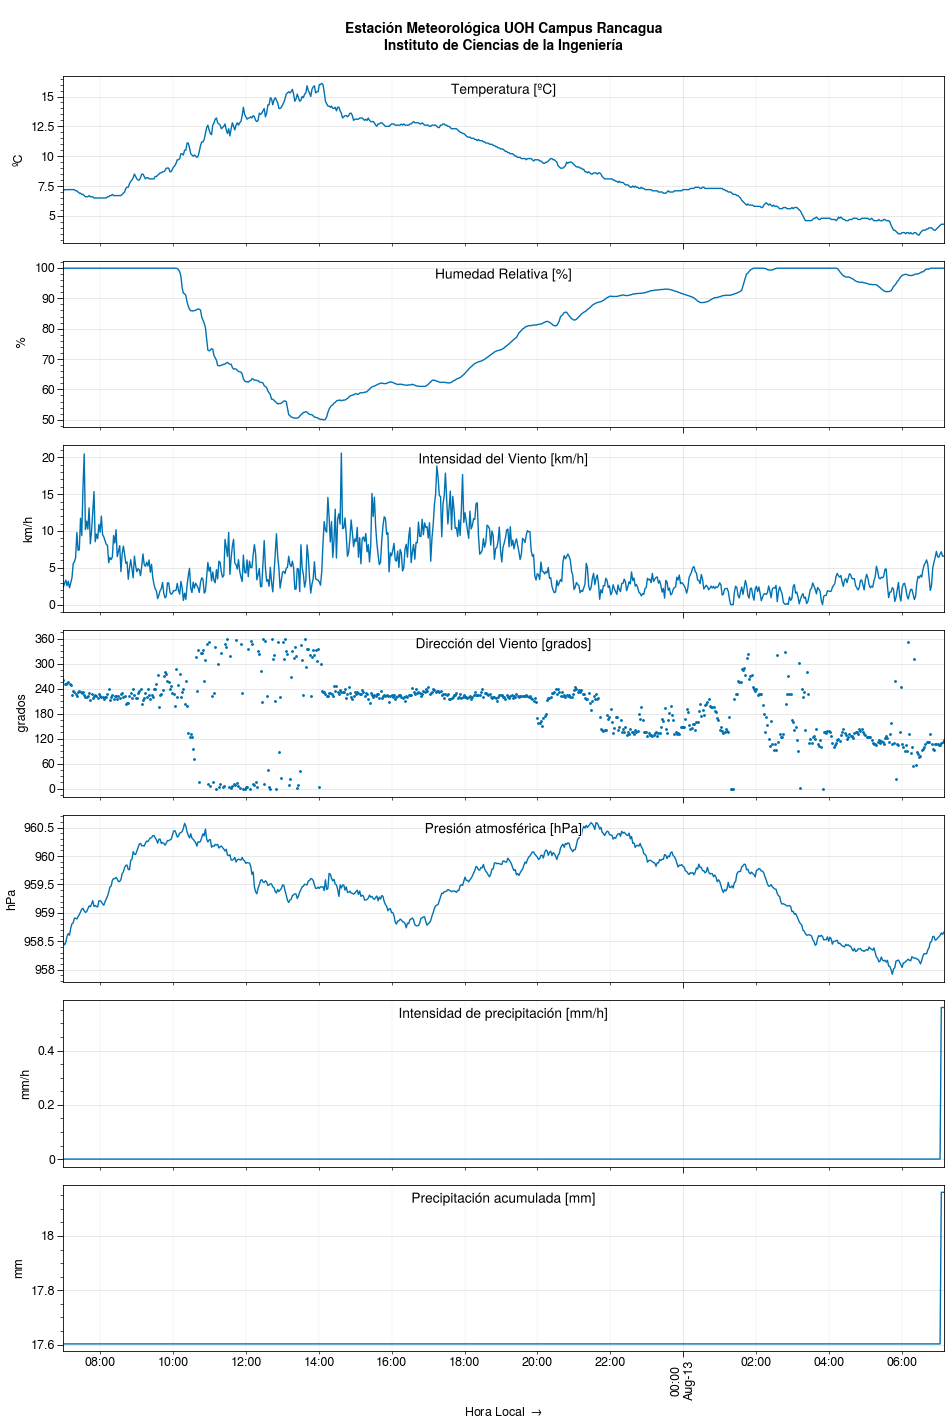 Estación Meteorológica UOH Campus Rancagua
Instituto de Ciencias de la Ingeniería
Temperatura [ºC]
ºC
15
12.5
10
7.5
5
Humedad Relativa [%]
%
100
90
80
70
60
50
Intensidad del Viento [km/h]
km/h
20
15
10
5
0
Dirección del Viento [grados]
grados
360
300
240
180
120
60
0
Presión atmosférica [hPa]
hPa
960.5
960
959.5
959
958.5
958
Intensidad de precipitación [mm/h]
mm/h
0.4
0.2
0
Precipitación acumulada [mm]
mm
18
17.8
17.6
08:00 10:00 12:00 14:00 16:00 18:00 20:00 22:00 00:00 02:00 04:00 06:00
Aug-13
Hora Local →